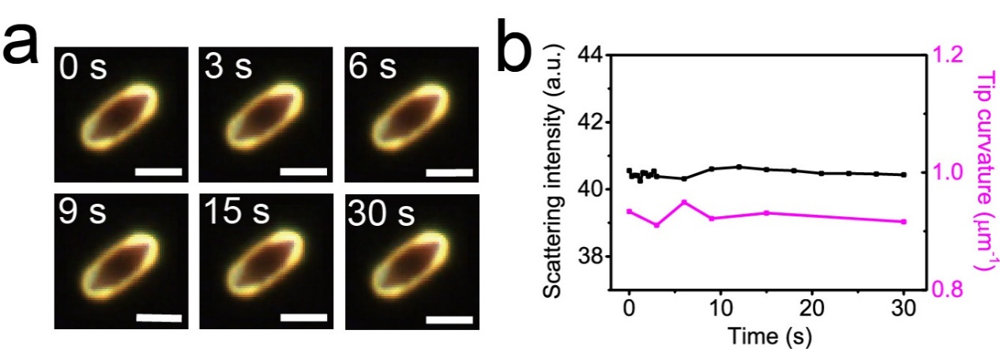 a
0 s
3 s
6 s
9 s
15 s
30 s
b
Scattering intensity (a.u.)
44
42
40
38
0
10
20
30
Time (s)
1.2
1.0
0.8
Tip curvature (μm⁻¹)